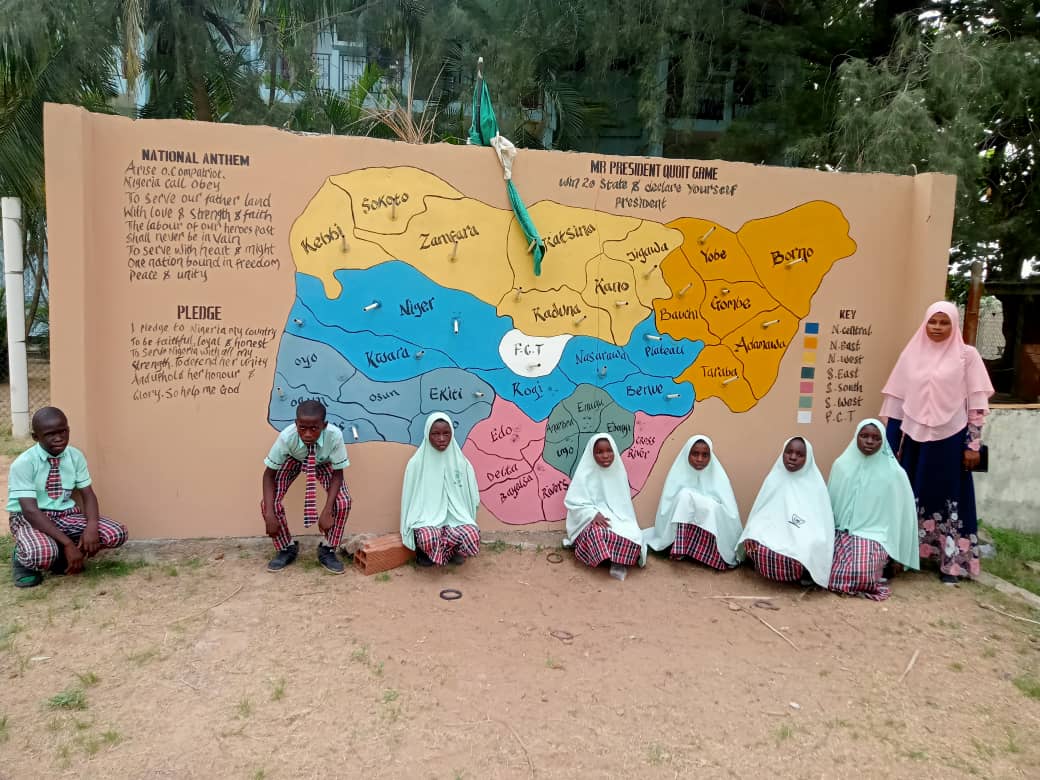 NATIONAL ANTHEM
Arise o.compatriot.
Nigeria call obey
To serve our father land
With love & strength & faith
The labour of our heroes past
shall never be in vain
To serve with heart & might
One nation bound in freedom
peace & unity
PLEDGE
I pledge to Nigeria my country
To be faithful, loyal & honest
To Serve Nigeria with all my
Strength, To defend her unity
And uphold her honour &
Glory. So help me God
MR PRESIDENT QUOIT GAME
Win 20 State & declare yourself
president
Sokoto
Kebbi
Zamfara
Katsina
Jigawa
Kano
Kaduna
Yobe
Borno
Bauchi
Gombe
Adamawa
Taraba
Niger
F.C.T
Kwara
Nasarawa
Plateau
Kogi
Benue
oyo
osun
Ekiti
ogun
Edo
Delta
Bayalsa
Rivers
Enugu
Anambra
Ebonyi
Imo
Cross
River
KEY
N.central
N.East
N.west
S.East
S.South
S.West
F.C.T